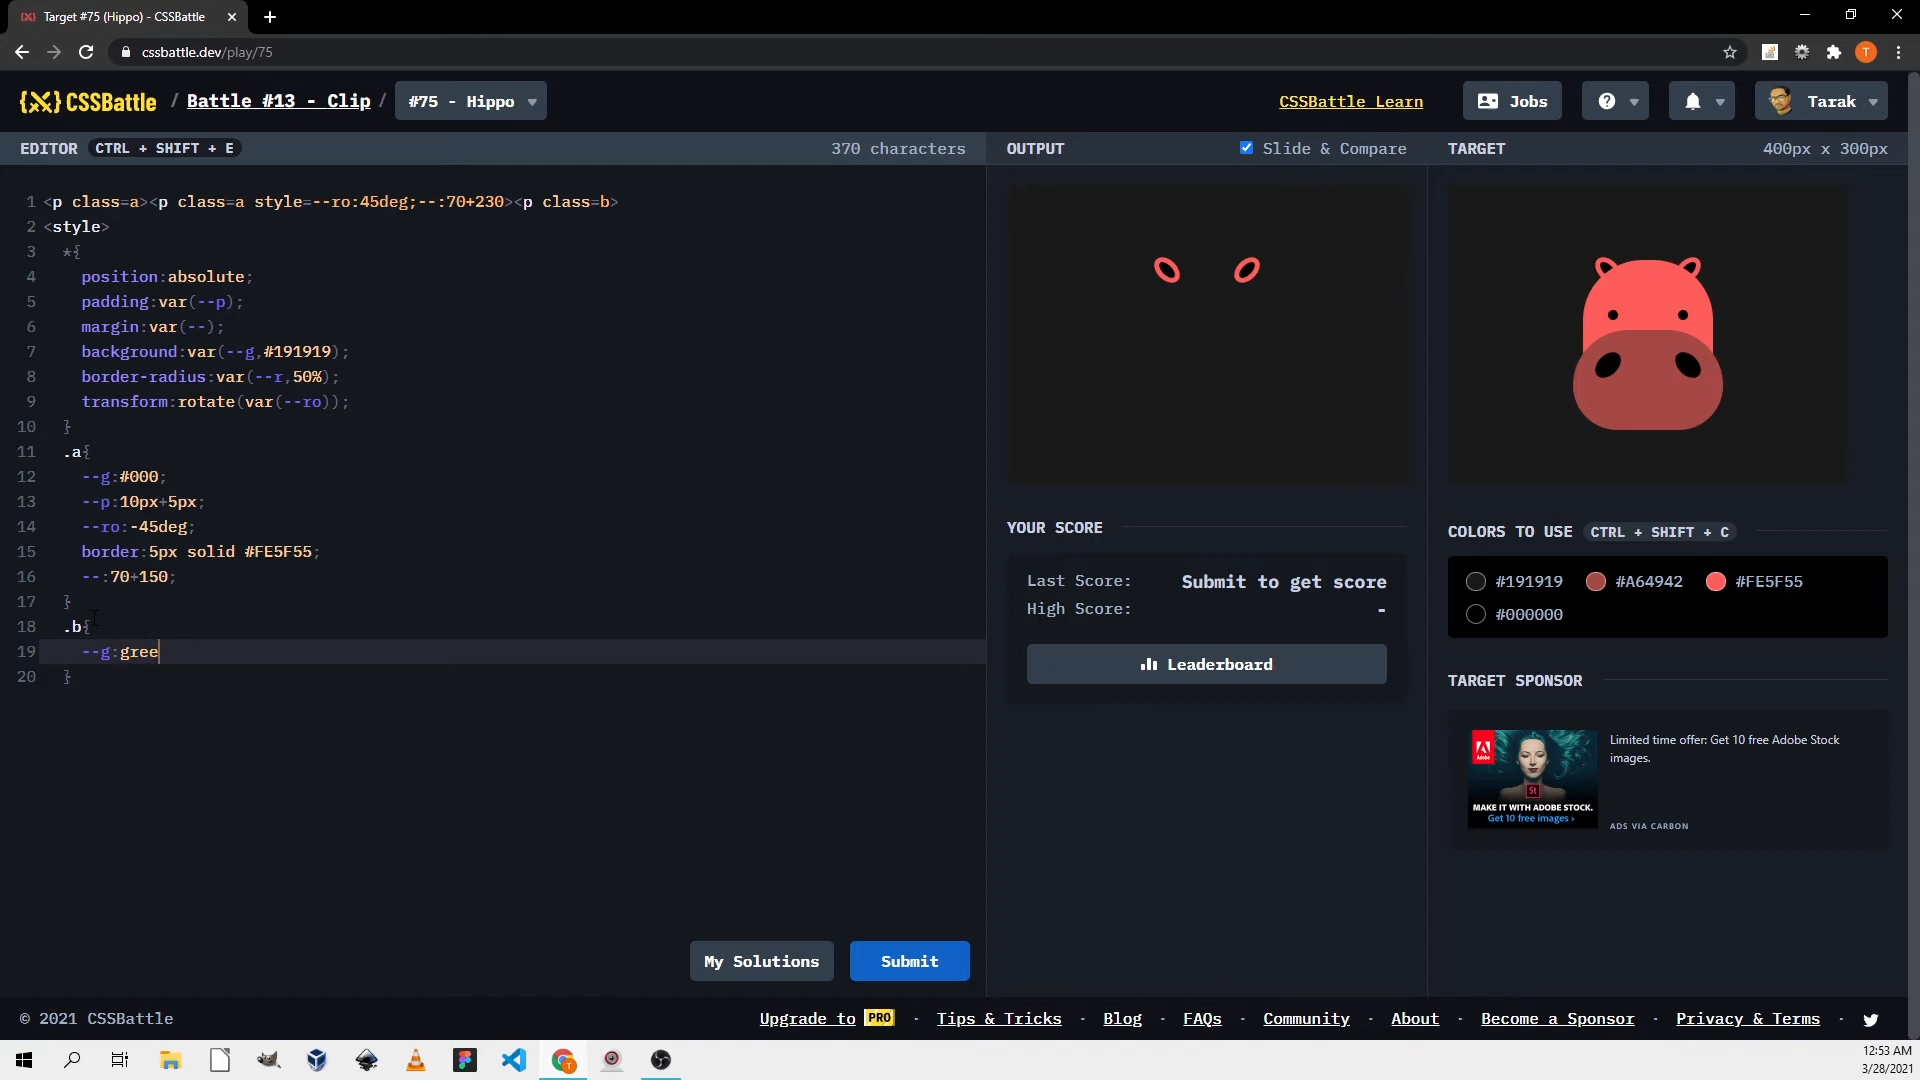 Target #75 (Hippo) - CSSBattle
cssbattle.dev/play/75
T
CSSBattle / Battle #13 - Clip / #75 - Hippo
CSSBattle Learn
Jobs
Tarak
EDITOR CTRL + SHIFT + E 370 characters
OUTPUT Slide & Compare
TARGET 400px x 300px
1 <p class=a><p class=a style=--ro:45deg;--:70+230><p class=b>
2 <style>
3 *{
4 position:absolute;
5 padding:var(--p);
6 margin:var(--);
7 background:var(--g,#191919);
8 border-radius:var(--r,50%);
9 transform:rotate(var(--ro));
10 }
11 .a{
12 --g:#000;
13 --p:10px+5px;
14 --ro:-45deg;
15 border:5px solid #FE5F55;
16 --:70+150;
17 }
18 .b{
19 --g:gree
20 }
YOUR SCORE
Last Score: Submit to get score
High Score: -
Leaderboard
COLORS TO USE CTRL + SHIFT + C
#191919 #A64942 #FE5F55
#000000
TARGET SPONSOR
St
MAKE IT WITH ADOBE STOCK.
Get 10 free images ›
Limited time offer: Get 10 free Adobe Stock
images.
ADS VIA CARBON
My Solutions
Submit
© 2021 CSSBattle
Upgrade to PRO · Tips & Tricks · Blog · FAQs · Community · About · Become a Sponsor · Privacy & Terms ·
12:53 AM
3/28/2021